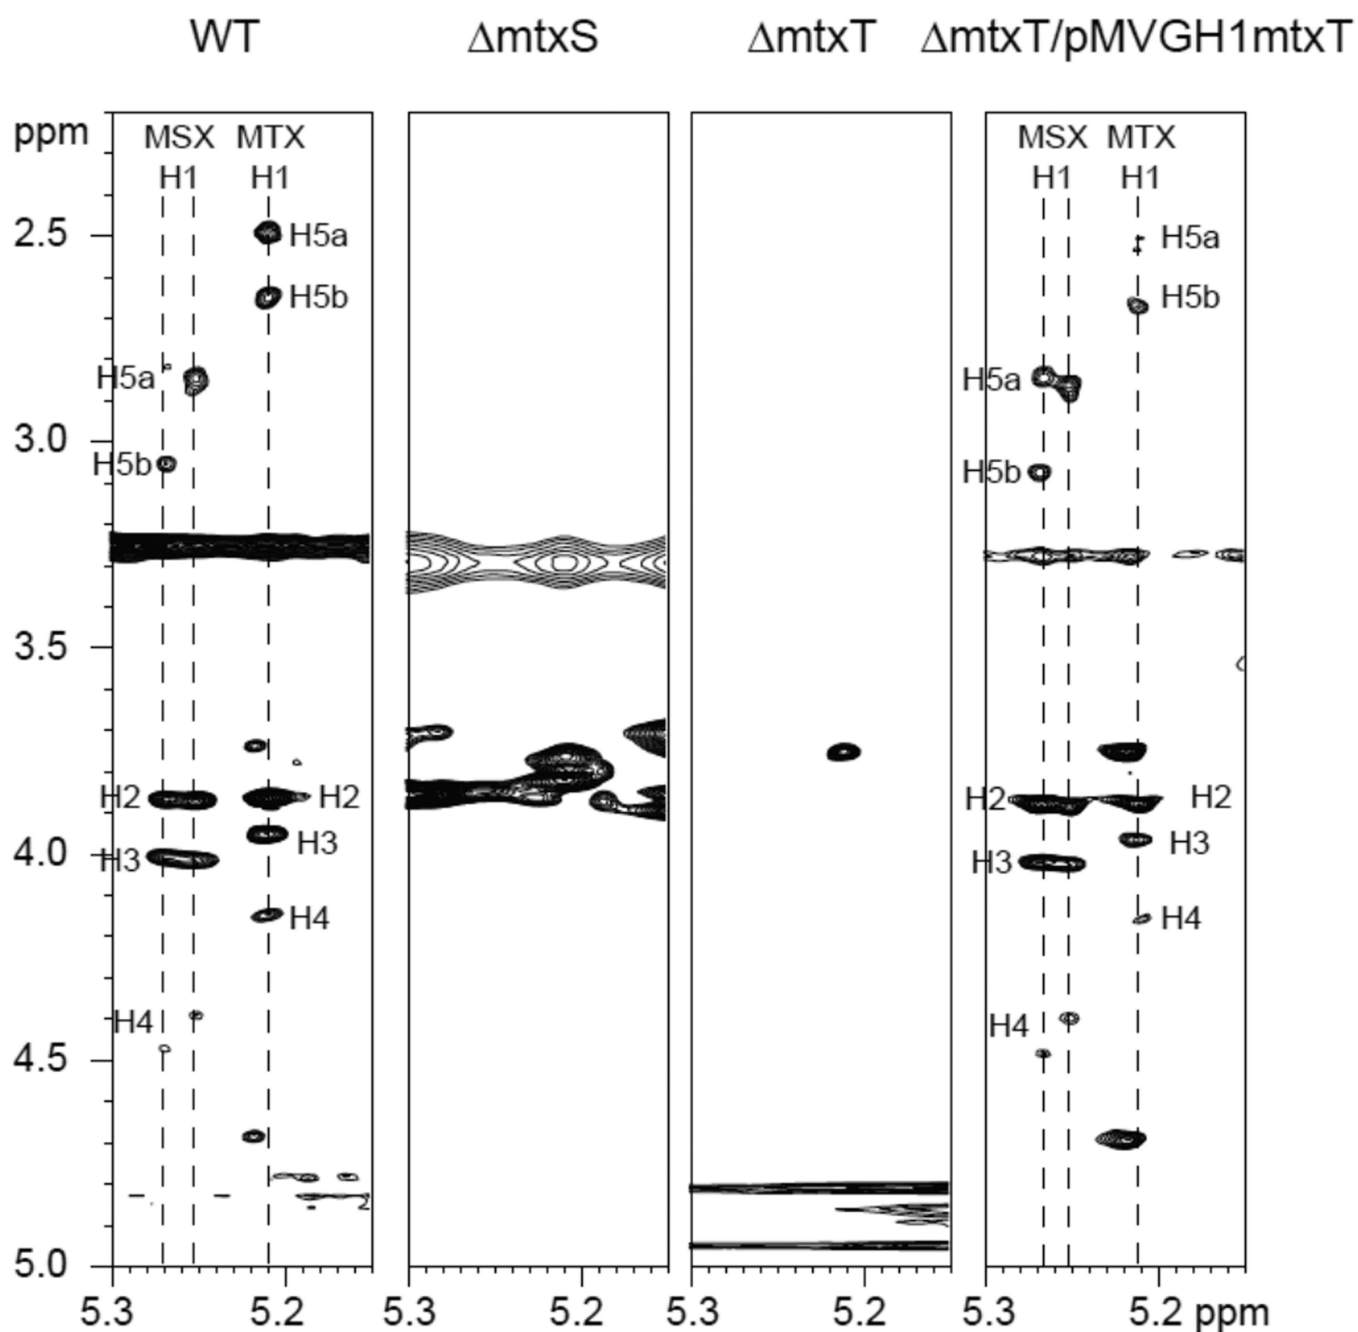 WT ΔmtxS ΔmtxT ΔmtxT/pMVGH1mtxT
ppm MSX MTX MSX MTX
H1 H1 H1 H1
2.5 H5a H5a
H5b H5b
H5a H5a
3.0
H5b H5b
3.5
H2 H2 H2 H2
4.0 H3 H3 H3 H3
H4 H4
H4 H4
4.5
5.0
5.3 5.2 5.3 5.2 5.3 5.2 5.3 5.2 ppm